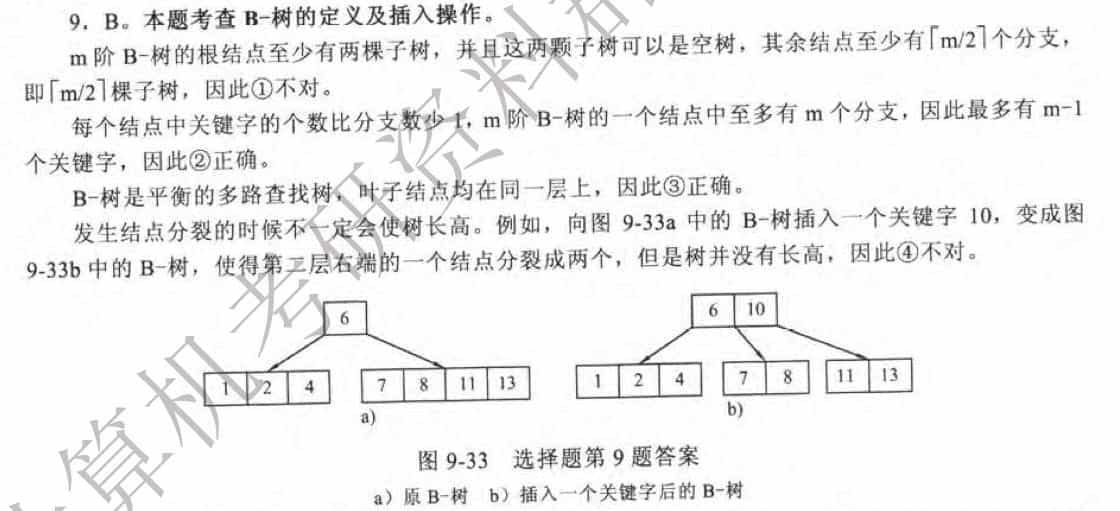 9．B。本题考查 B-树的定义及插入操作。
m 阶 B-树的根结点至少有两棵子树，并且这两颗子树可以是空树，其余结点至少有⌈m/2⌉个分支，
即⌈m/2⌉棵子树，因此①不对。
每个结点中关键字的个数比分支数少 1，m 阶 B-树的一个结点中至多有 m 个分支，因此最多有 m-1
个关键字，因此②正确。
B-树是平衡的多路查找树，叶子结点均在同一层上，因此③正确。
发生结点分裂的时候不一定会使树长高。例如，向图 9-33a 中的 B-树插入一个关键字 10，变成图
9-33b 中的 B-树，使得第二层右端的一个结点分裂成两个，但是树并没有长高，因此④不对。
6
6 10
1 2 4
7 8 11 13
1 2 4
7 8
11 13
a)
b)
图 9-33 选择题第 9 题答案
a）原 B-树 b）插入一个关键字后的 B-树
算机考研资料